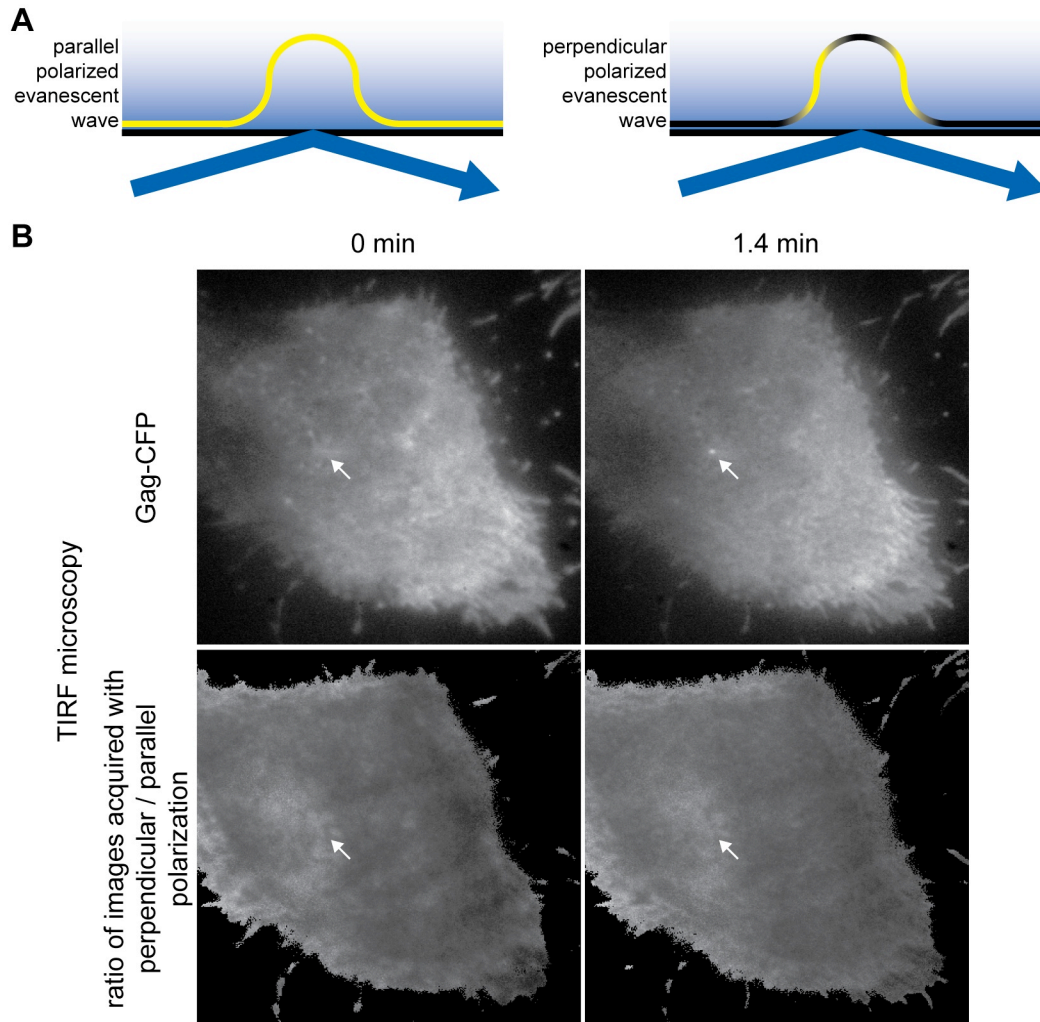 A
parallel
polarized
evanescent
wave
perpendicular
polarized
evanescent
wave
B
0 min
1.4 min
TIRF microscopy
Gag-CFP
ratio of images acquired with
perpendicular / parallel
polarization